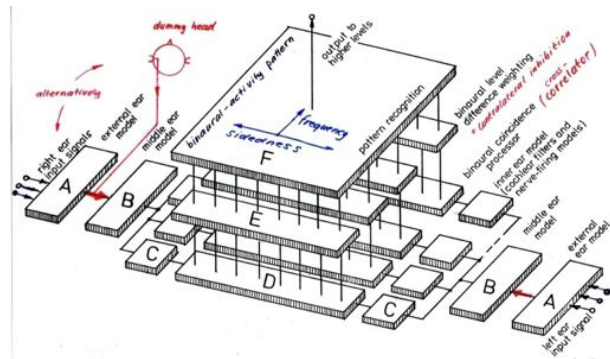 dummy head
alternatively
right ear
input signals
external ear
model
middle ear
model
A
B
C
binaural-activity pattern
output to
higher levels
frequency
sidedness
pattern recognition
F
E
D
binaural level
difference weighting
+ contralateral inhibition
binaural coincidence
processor
cross-
(correlator)
inner ear model
(cochlear filters and
nerve-firing models)
middle ear
model
external
ear model
C
B
A
left ear
input signal